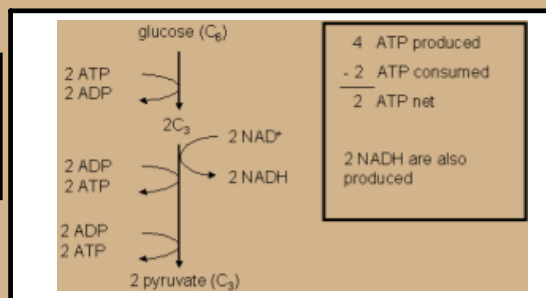 glucose (C₆)
2 ATP
2 ADP
2C₃
2 NAD⁺
2 NADH
2 ADP
2 ATP
2 ADP
2 ATP
2 pyruvate (C₃)
4 ATP produced
- 2 ATP consumed
2 ATP net
2 NADH are also
produced